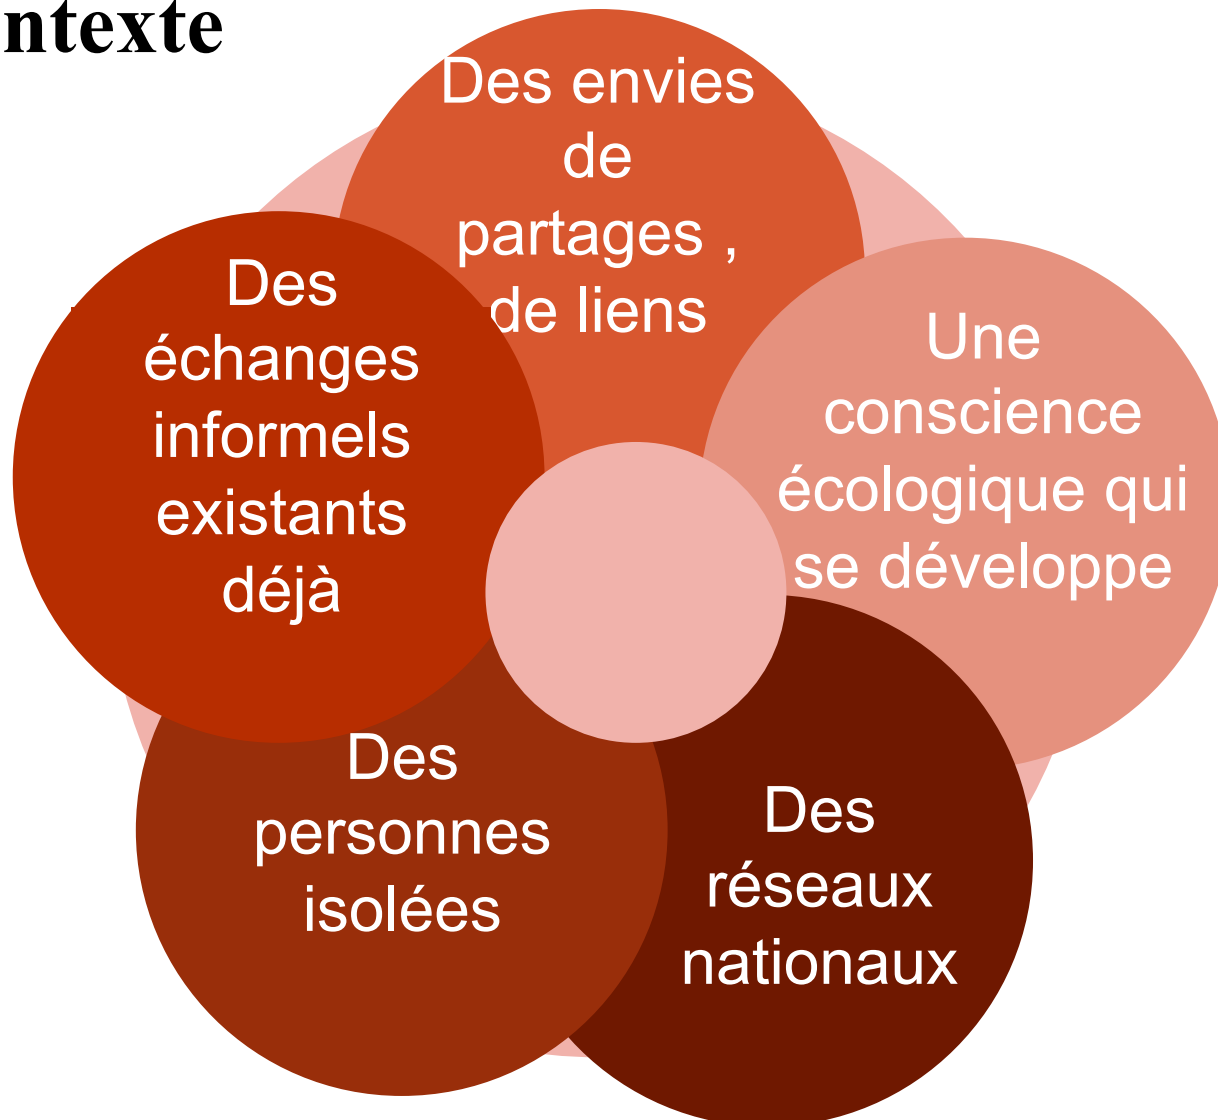 ntexte
Des envies
de
partages ,
de liens
Une
conscience
écologique qui
se développe
Des
réseaux
nationaux
Des
personnes
isolées
Des
échanges
informels
existants
déjà